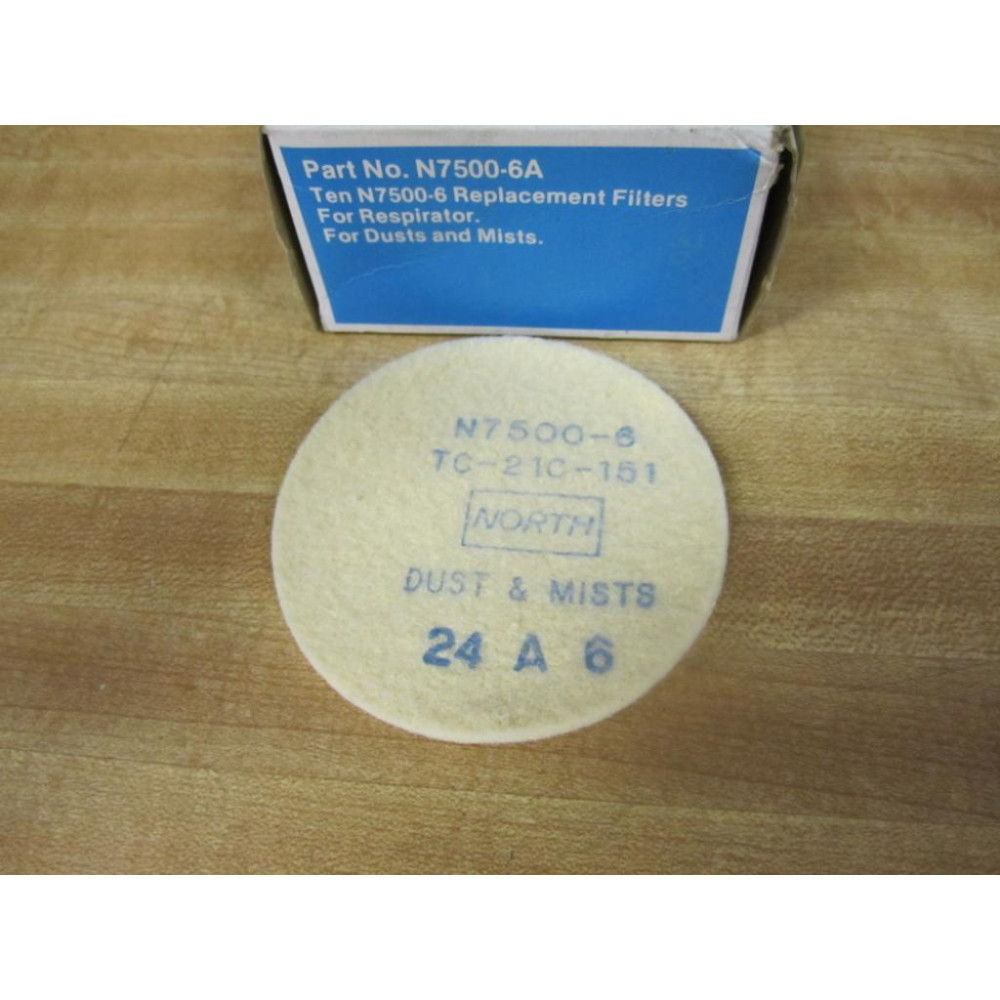 Part No. N7500-6A
Ten N7500-6 Replacement Filters
For Respirator.
For Dusts and Mists.
N7500-6
TC-21C-151
NORTH
DUST & MISTS
24 A 6